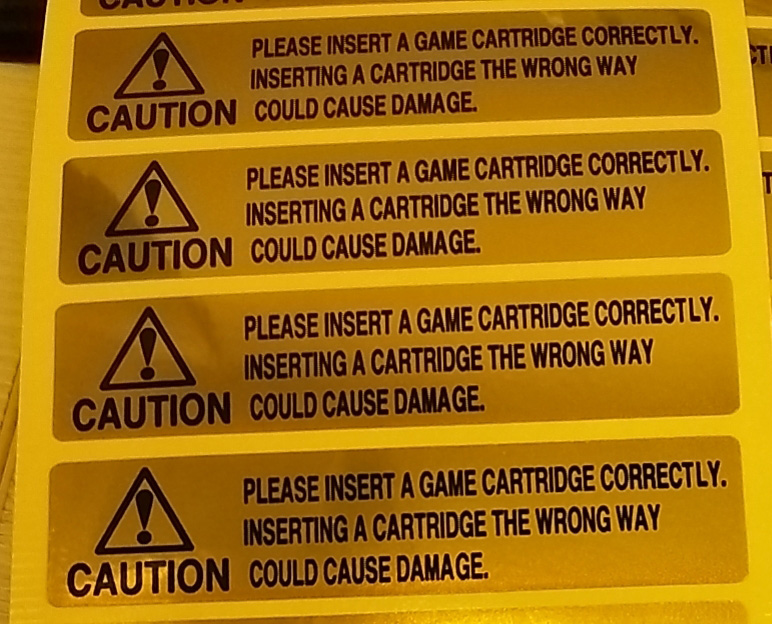 CAUTION
PLEASE INSERT A GAME CARTRIDGE CORRECTLY.
INSERTING A CARTRIDGE THE WRONG WAY
COULD CAUSE DAMAGE.
CAUTION
PLEASE INSERT A GAME CARTRIDGE CORRECTLY.
INSERTING A CARTRIDGE THE WRONG WAY
COULD CAUSE DAMAGE.
CAUTION
PLEASE INSERT A GAME CARTRIDGE CORRECTLY.
INSERTING A CARTRIDGE THE WRONG WAY
COULD CAUSE DAMAGE.
CAUTION
PLEASE INSERT A GAME CARTRIDGE CORRECTLY.
INSERTING A CARTRIDGE THE WRONG WAY
COULD CAUSE DAMAGE.
CAUTION